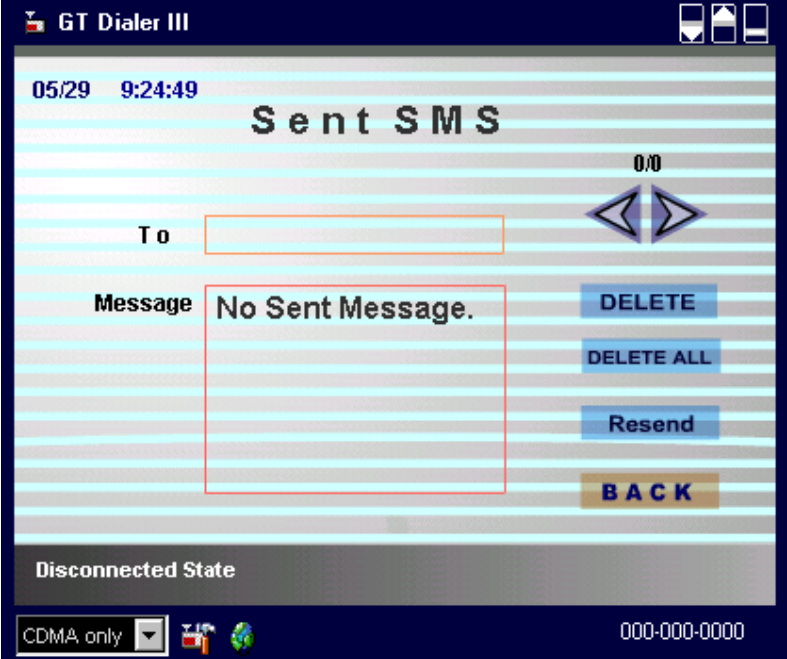 GT Dialer III
05/29 9:24:49
Sent SMS
0/0
To
Message
No Sent Message.
DELETE
DELETE ALL
Resend
BACK
Disconnected State
CDMA only
000-000-0000